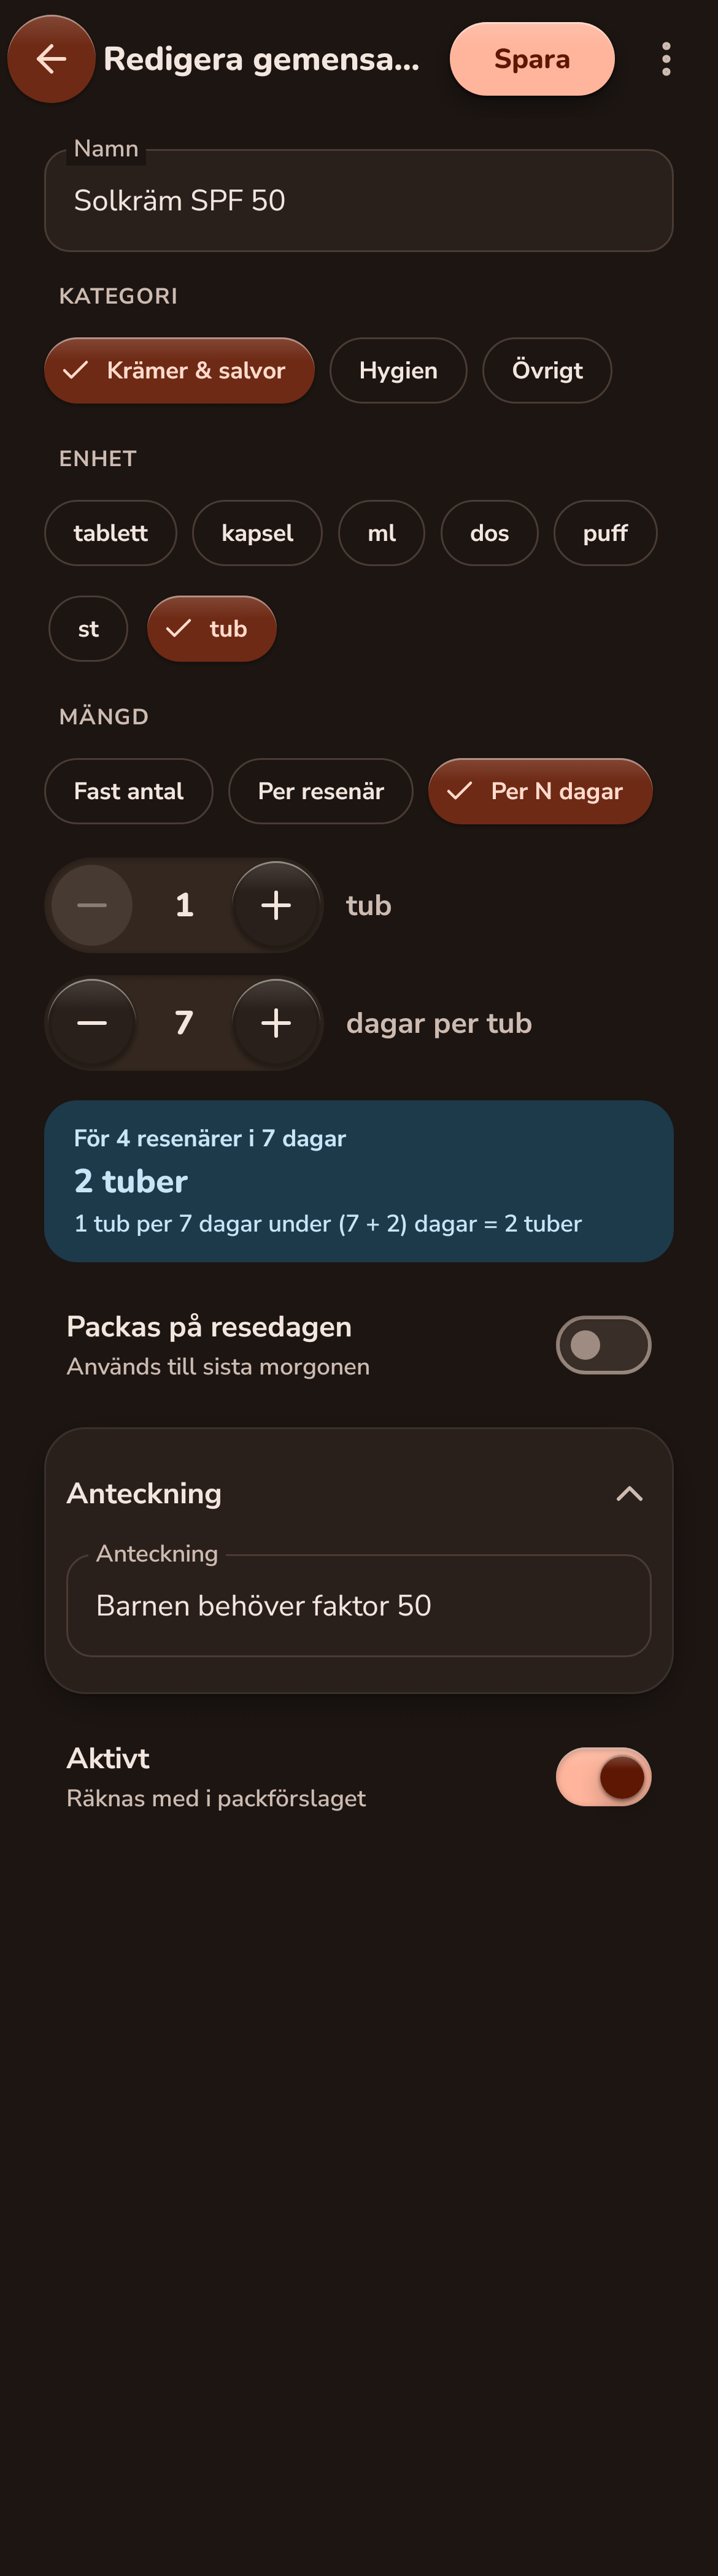 Redigera gemensa...
Spara
Namn
Solkräm SPF 50
KATEGORI
Krämer & salvor
Hygien
Övrigt
ENHET
tablett
kapsel
ml
dos
puff
st
tub
MÄNGD
Fast antal
Per resenär
Per N dagar
1
tub
7
dagar per tub
För 4 resenärer i 7 dagar
2 tuber
1 tub per 7 dagar under (7 + 2) dagar = 2 tuber
Packas på resedagen
Används till sista morgonen
Anteckning
Anteckning
Barnen behöver faktor 50
Aktivt
Räknas med i packförslaget